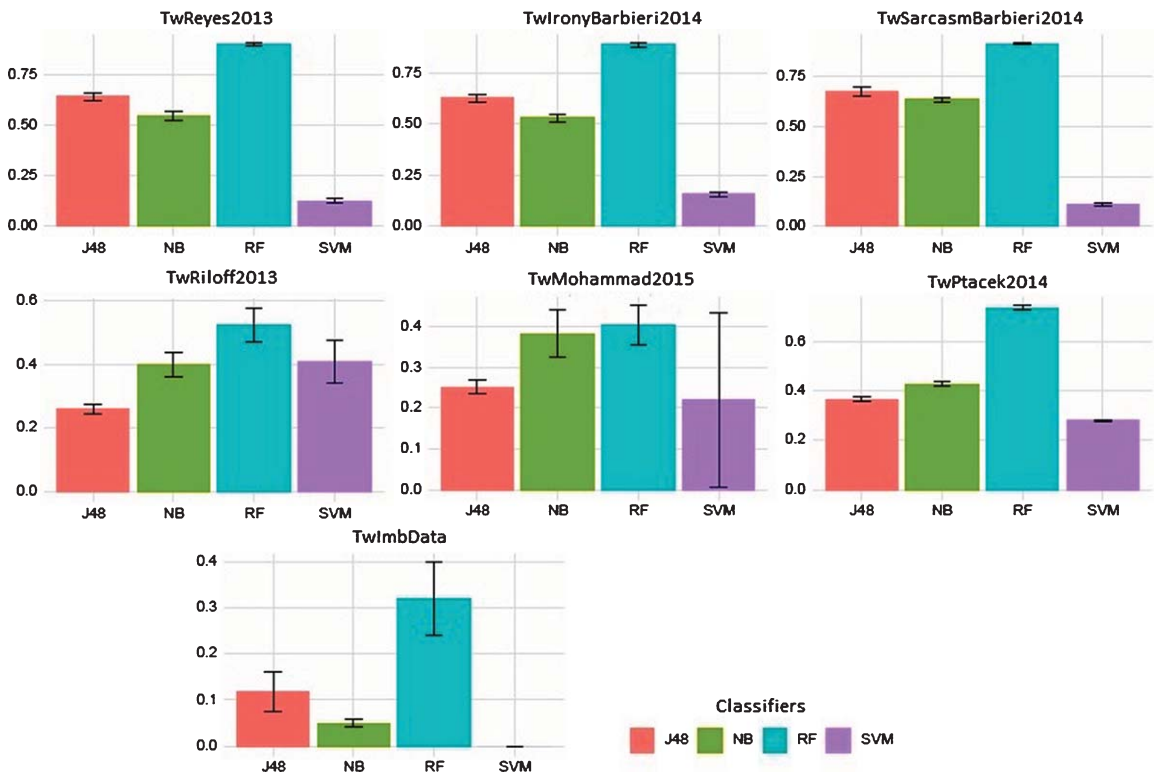 TwReyes2013 TwIronyBarbieri2014 TwSarcasmBarbieri2014
0.75 0.75 0.75
0.50 0.50 0.50
0.25 0.25 0.25
0.00 0.00 0.00
J48 NB RF SVM J48 NB RF SVM J48 NB RF SVM
TwRiloff2013 TwMohammad2015 TwPtacek2014
0.6 0.4 0.6
0.4 0.3 0.4
0.2 0.2 0.2
0.0 0.1 0.0
0.0
J48 NB RF SVM J48 NB RF SVM J48 NB RF SVM
TwImbData
0.4
0.3
0.2
0.1
0.0
J48 NB RF SVM
Classifiers
J48 NB RF SVM